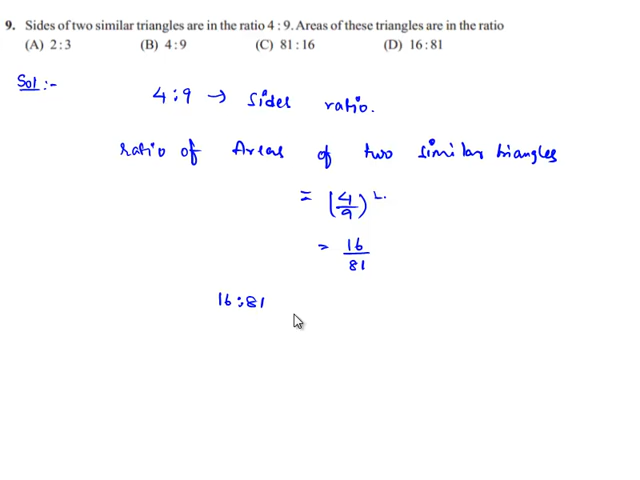 9. Sides of two similar triangles are in the ratio 4 : 9. Areas of these triangles are in the ratio
(A) 2 : 3 (B) 4 : 9 (C) 81 : 16 (D) 16 : 81
Sol :-
4 : 9 → Sides ratio.
ratio of Areas of two similar triangles
= (4/9)^2.
= 16/81
16 : 81